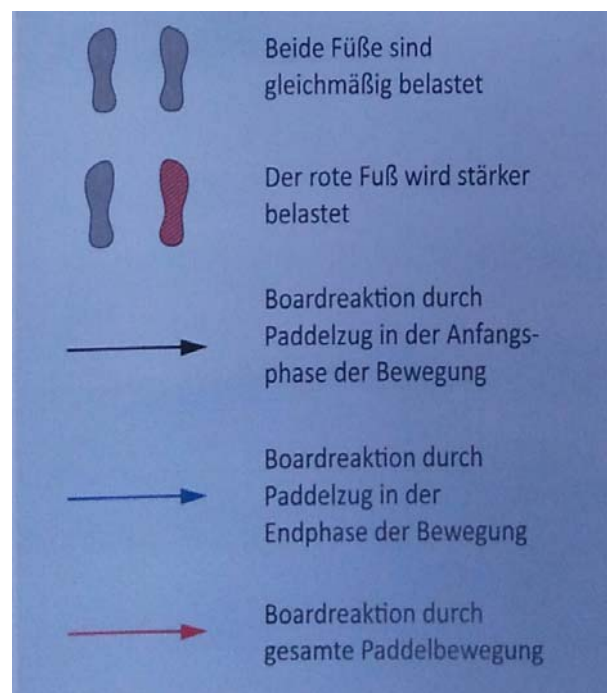 Beide Füße sind
gleichmäßig belastet
Der rote Fuß wird stärker
belastet
Boardreaktion durch
Paddelzug in der Anfangs-
phase der Bewegung
Boardreaktion durch
Paddelzug in der
Endphase der Bewegung
Boardreaktion durch
gesamte Paddelbewegung